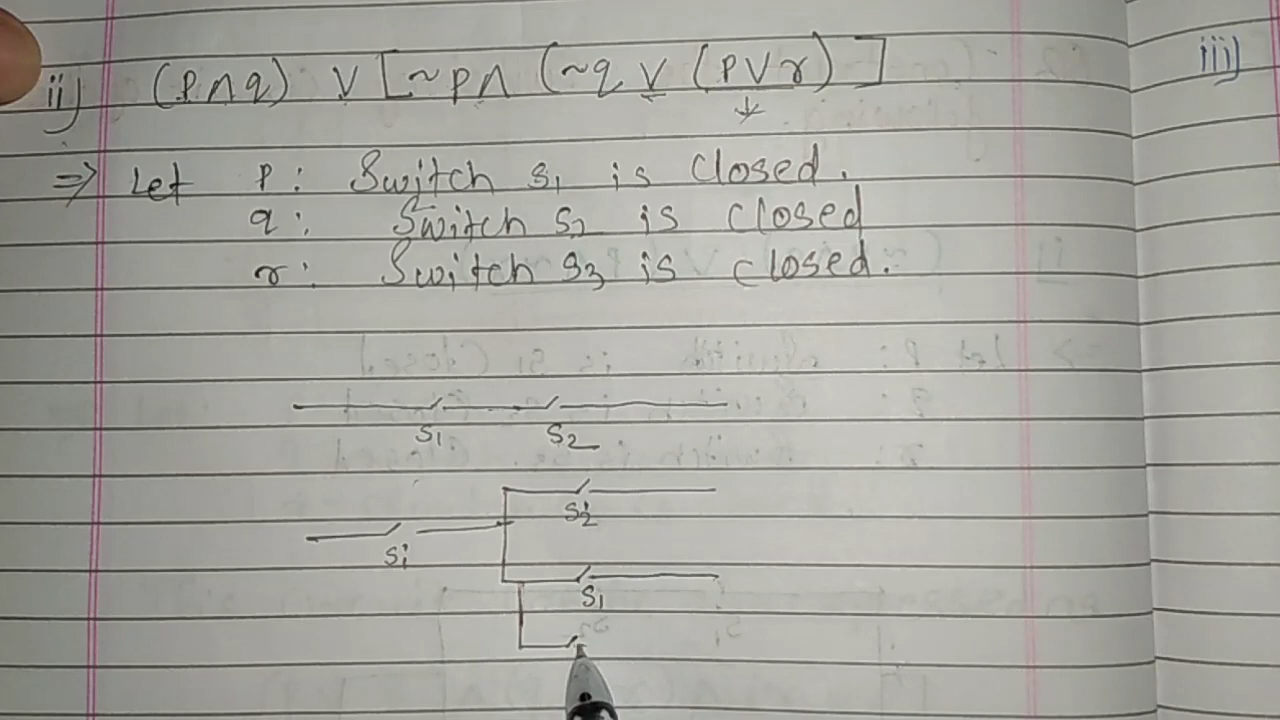 ii) (p∧q) ∨ [~p∧ (~q ∨ (p∨r) ]
iii)
⇒ Let p: Switch S1 is Closed.
q: Switch S2 is closed
r: Switch S3 is closed.
S1 S2
S2'
S1'
S1